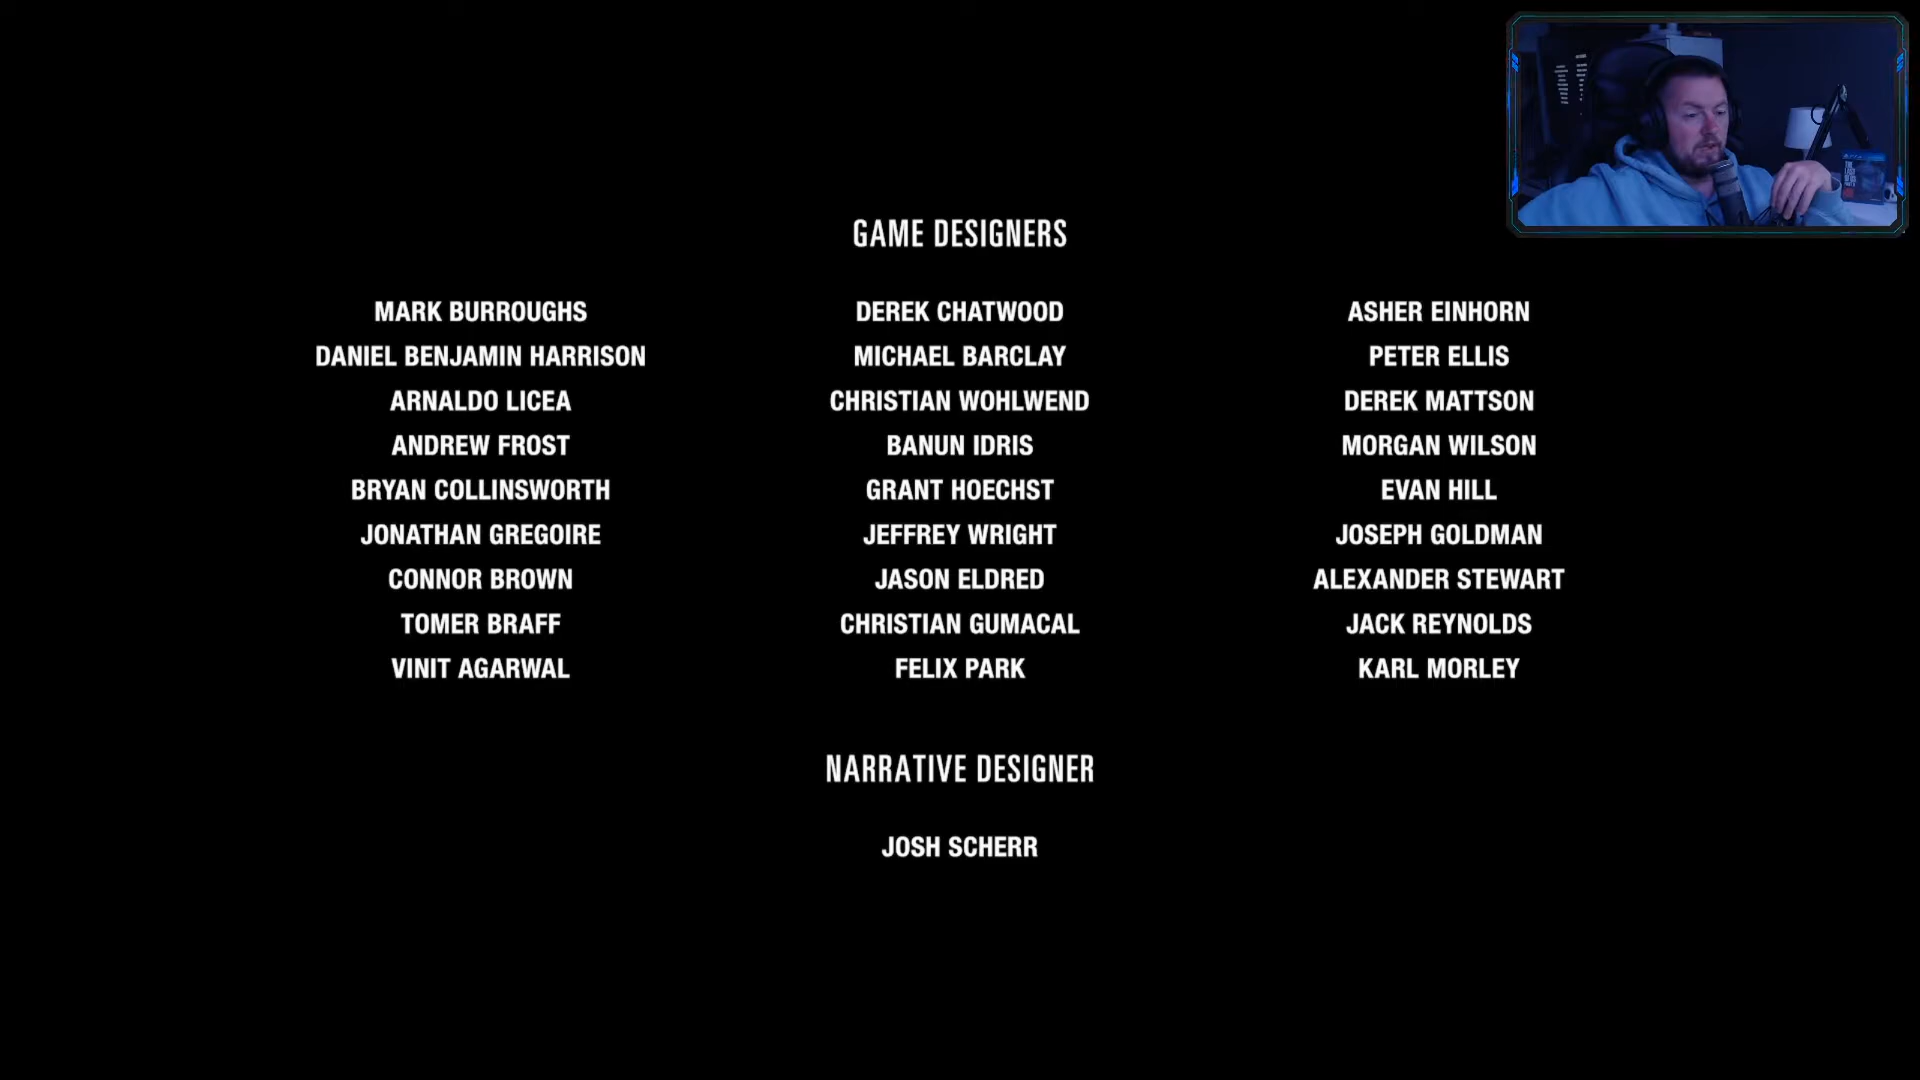 GAME DESIGNERS
MARK BURROUGHS DEREK CHATWOOD ASHER EINHORN
DANIEL BENJAMIN HARRISON MICHAEL BARCLAY PETER ELLIS
ARNALDO LICEA CHRISTIAN WOHLWEND DEREK MATTSON
ANDREW FROST BANUN IDRIS MORGAN WILSON
BRYAN COLLINSWORTH GRANT HOECHST EVAN HILL
JONATHAN GREGOIRE JEFFREY WRIGHT JOSEPH GOLDMAN
CONNOR BROWN JASON ELDRED ALEXANDER STEWART
TOMER BRAFF CHRISTIAN GUMACAL JACK REYNOLDS
VINIT AGARWAL FELIX PARK KARL MORLEY
NARRATIVE DESIGNER
JOSH SCHERR